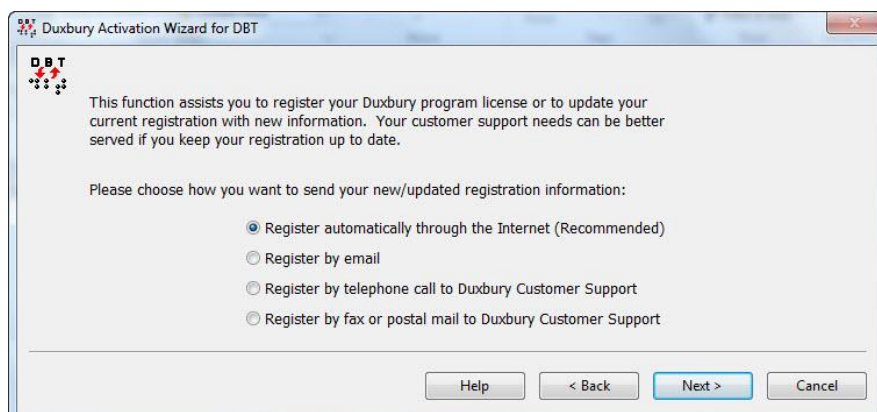 Duxbury Activation Wizard for DBT
DBT
This function assists you to register your Duxbury program license or to update your
current registration with new information. Your customer support needs can be better
served if you keep your registration up to date.
Please choose how you want to send your new/updated registration information:
Register automatically through the Internet (Recommended)
Register by email
Register by telephone call to Duxbury Customer Support
Register by fax or postal mail to Duxbury Customer Support
Help
< Back
Next >
Cancel